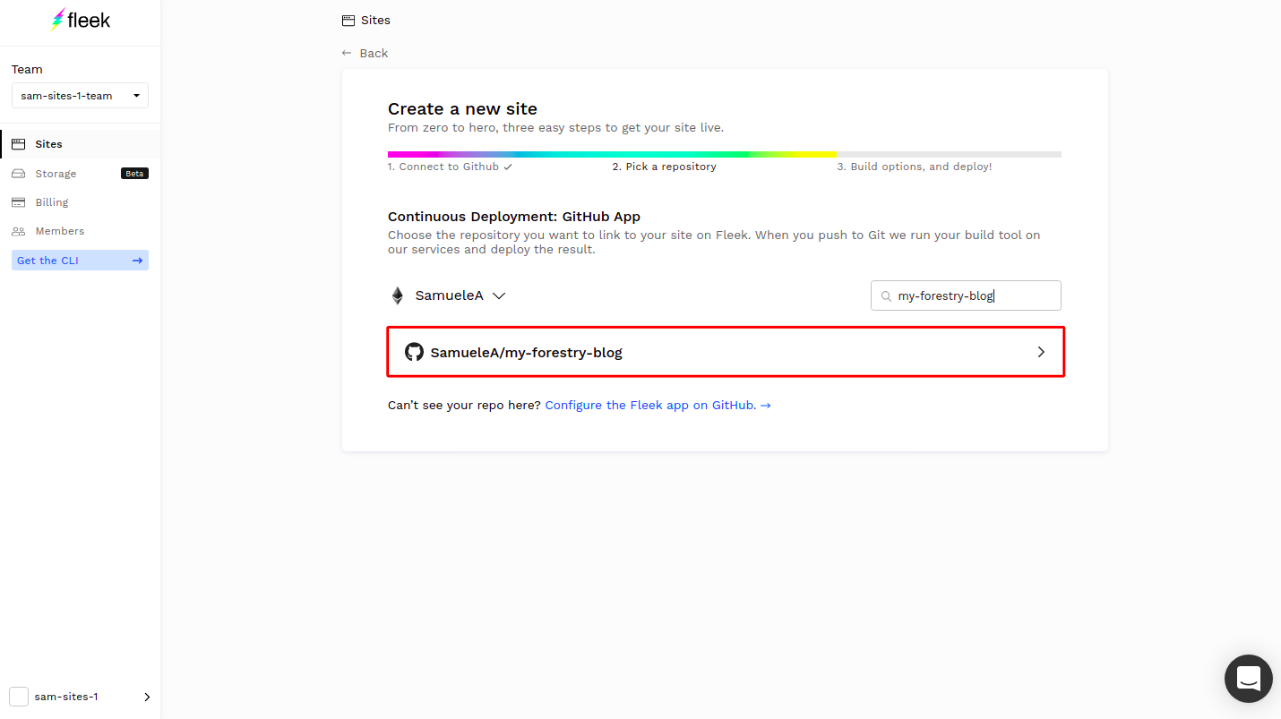 fleek
Team
sam-sites-1-team
Sites
Storage
Beta
Billing
Members
Get the CLI →
sam-sites-1
Sites
← Back
Create a new site
From zero to hero, three easy steps to get your site live.
1. Connect to Github ✓
2. Pick a repository
3. Build options, and deploy!
Continuous Deployment: GitHub App
Choose the repository you want to link to your site on Fleek. When you push to Git we run your build tool on
our services and deploy the result.
SamueleA
my-forestry-blog
SamueleA/my-forestry-blog
Can't see your repo here? Configure the Fleek app on GitHub. →